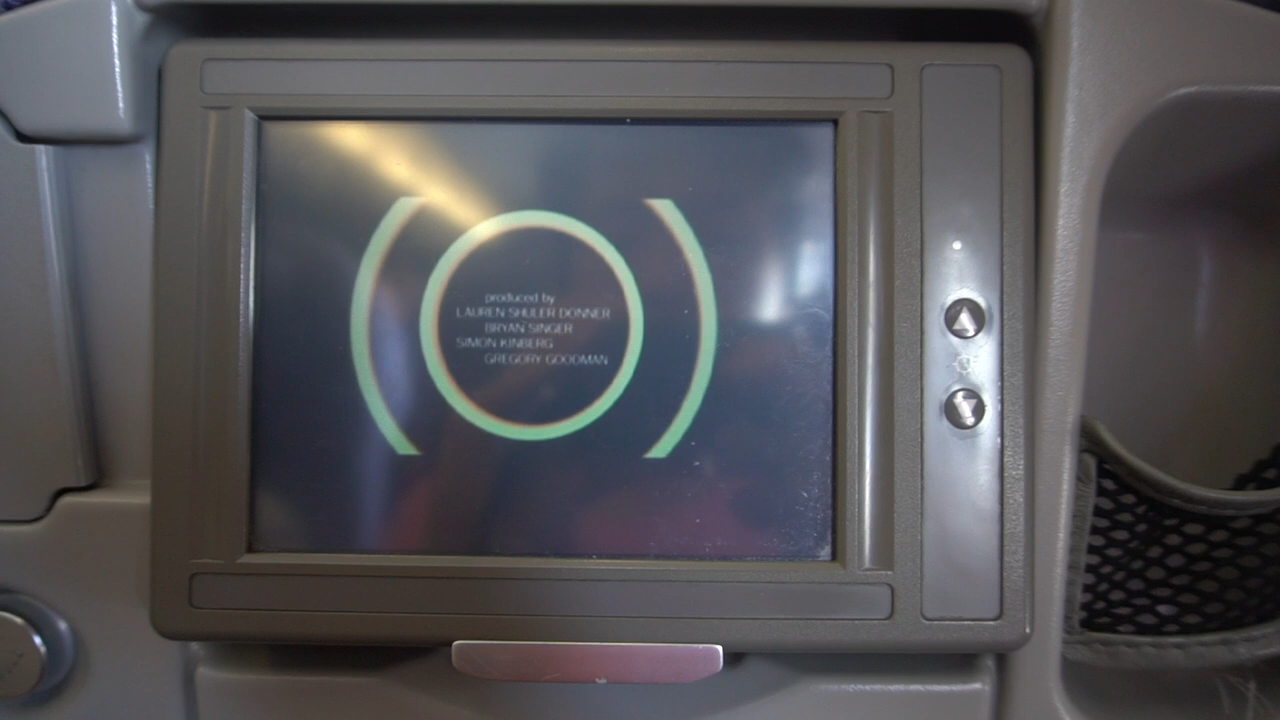 produced by
LAUREN SHULER DONNER
BRYAN SINGER
SIMON KINBERG
GREGORY GOODMAN